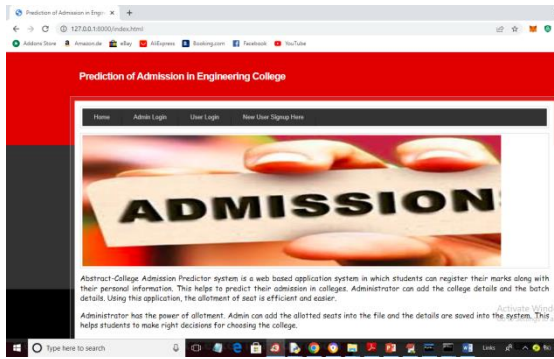 Prediction of Admission in Engin
127.0.0.1:8000/index.html
Addons Store Amazon.de eBay AliExpress Booking.com Facebook YouTube
Prediction of Admission in Engineering College
Home Admin Login User Login New User Signup Here
ADMISSION
Abstract-College Admission Predictor system is a web based application system in which students can register their marks along with
their personal information. This helps to predict their admission in colleges. Administrator can add the college details and the batch
details. Using this application, the allotment of seat is efficient and easier.
Activate Wind
Administrator has the power of allotment. Admin can add the allotted seats into the file and the details are saved into the system. This
helps students to make right decisions for choosing the college.
Type here to search
Links